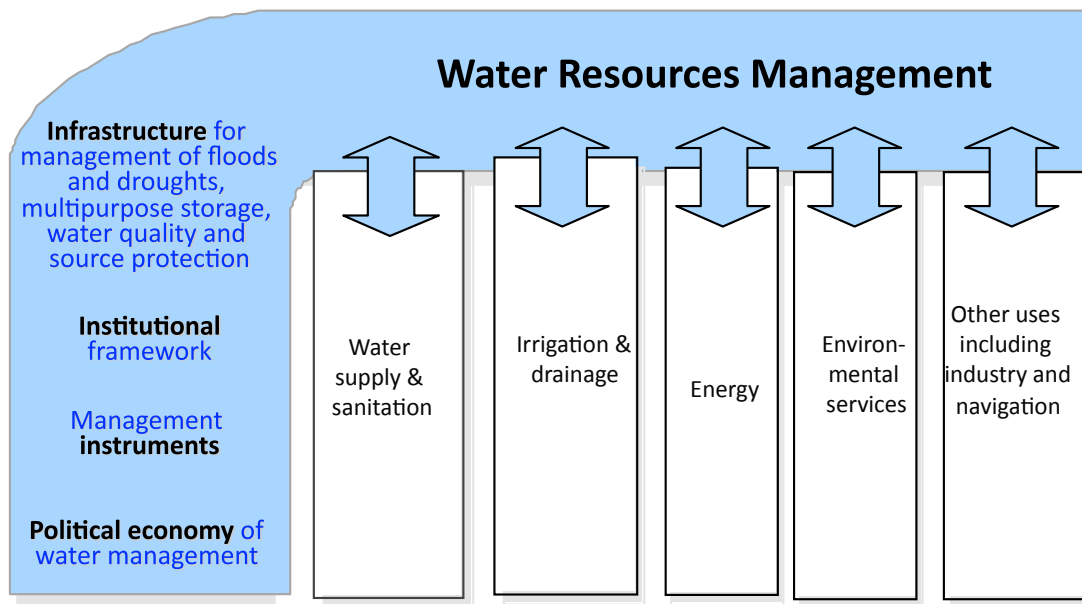 Water Resources Management
Infrastructure for
management of floods
and droughts,
multipurpose storage,
water quality and
source protection
Institutional
framework
Management
instruments
Political economy of
water management
Water
supply &
sanitation
Irrigation &
drainage
Energy
Environ-
mental
services
Other uses
including
industry and
navigation